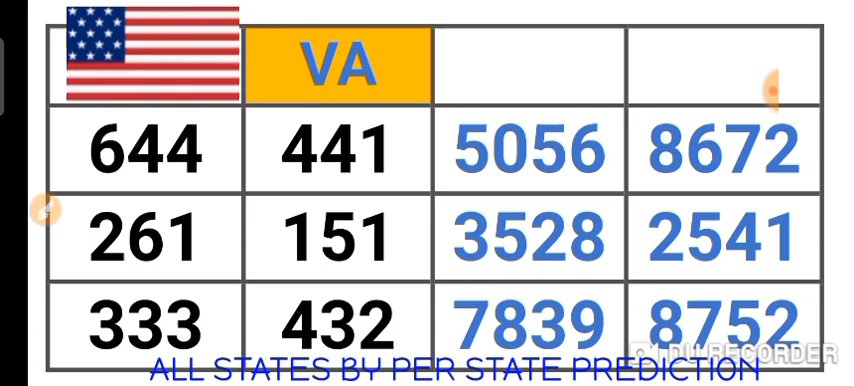 VA
644 441 5056 8672
261 151 3528 2541
333 432 7839 8752
DU RECORDER
ALL STATES BY PER STATE PREDICTION